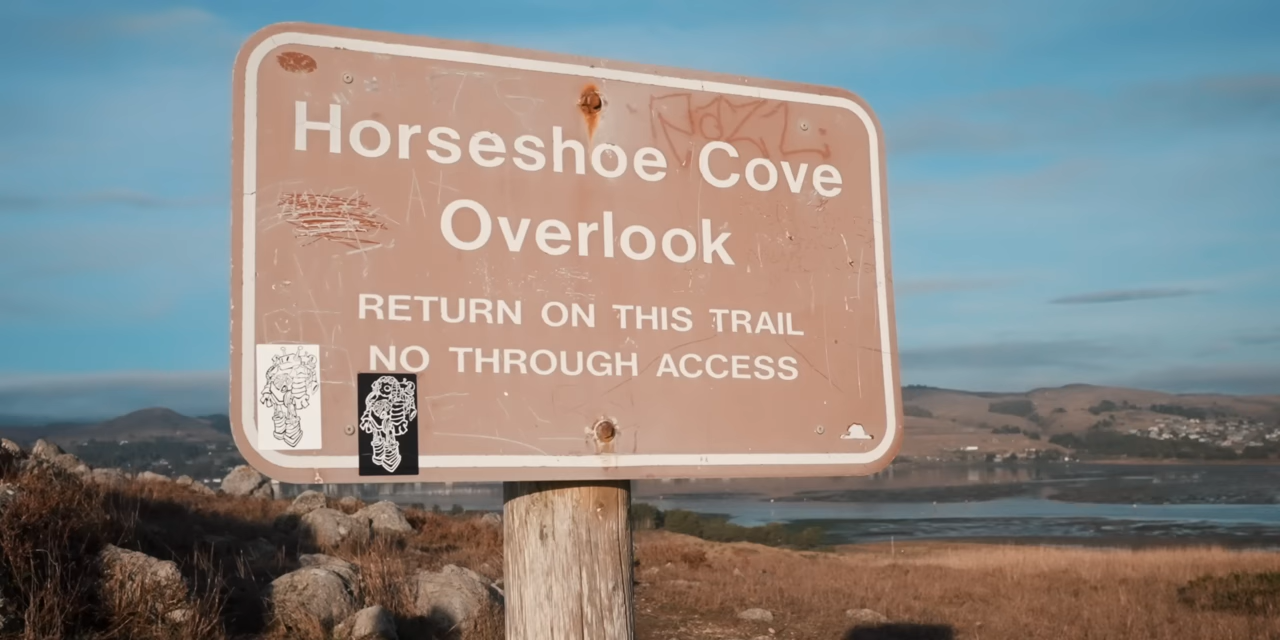 Horseshoe Cove
Overlook
RETURN ON THIS TRAIL
NO THROUGH ACCESS